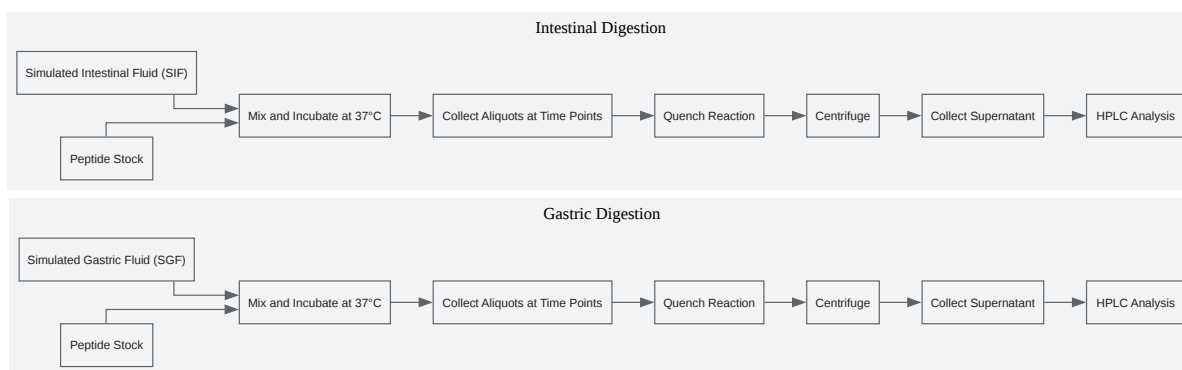 Intestinal Digestion
Simulated Intestinal Fluid (SIF)
Peptide Stock
Mix and Incubate at 37°C
Collect Aliquots at Time Points
Quench Reaction
Centrifuge
Collect Supernatant
HPLC Analysis
Gastric Digestion
Simulated Gastric Fluid (SGF)
Peptide Stock
Mix and Incubate at 37°C
Collect Aliquots at Time Points
Quench Reaction
Centrifuge
Collect Supernatant
HPLC Analysis